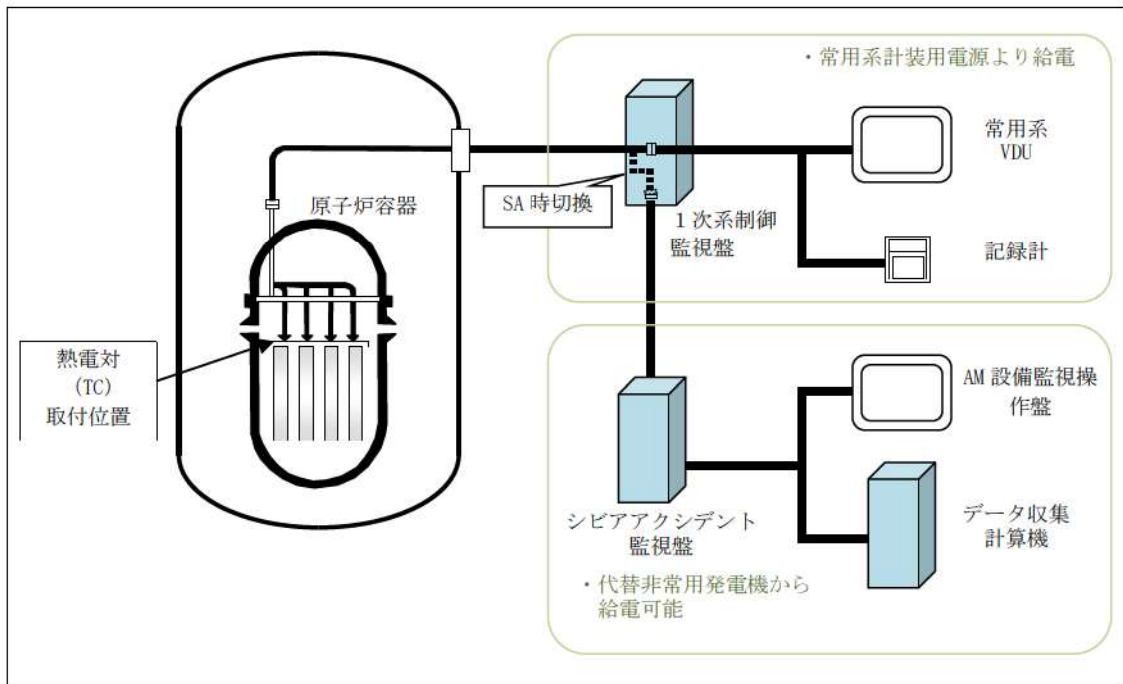 ・常用系計装用電源より給電
常用系
VDU
SA 時切換
１次系制御
監視盤
記録計
原子炉容器
熱電対
（TC）
取付位置
AM 設備監視操
作盤
シビアアクシデント
監視盤
データ収集
計算機
・代替非常用発電機から
給電可能